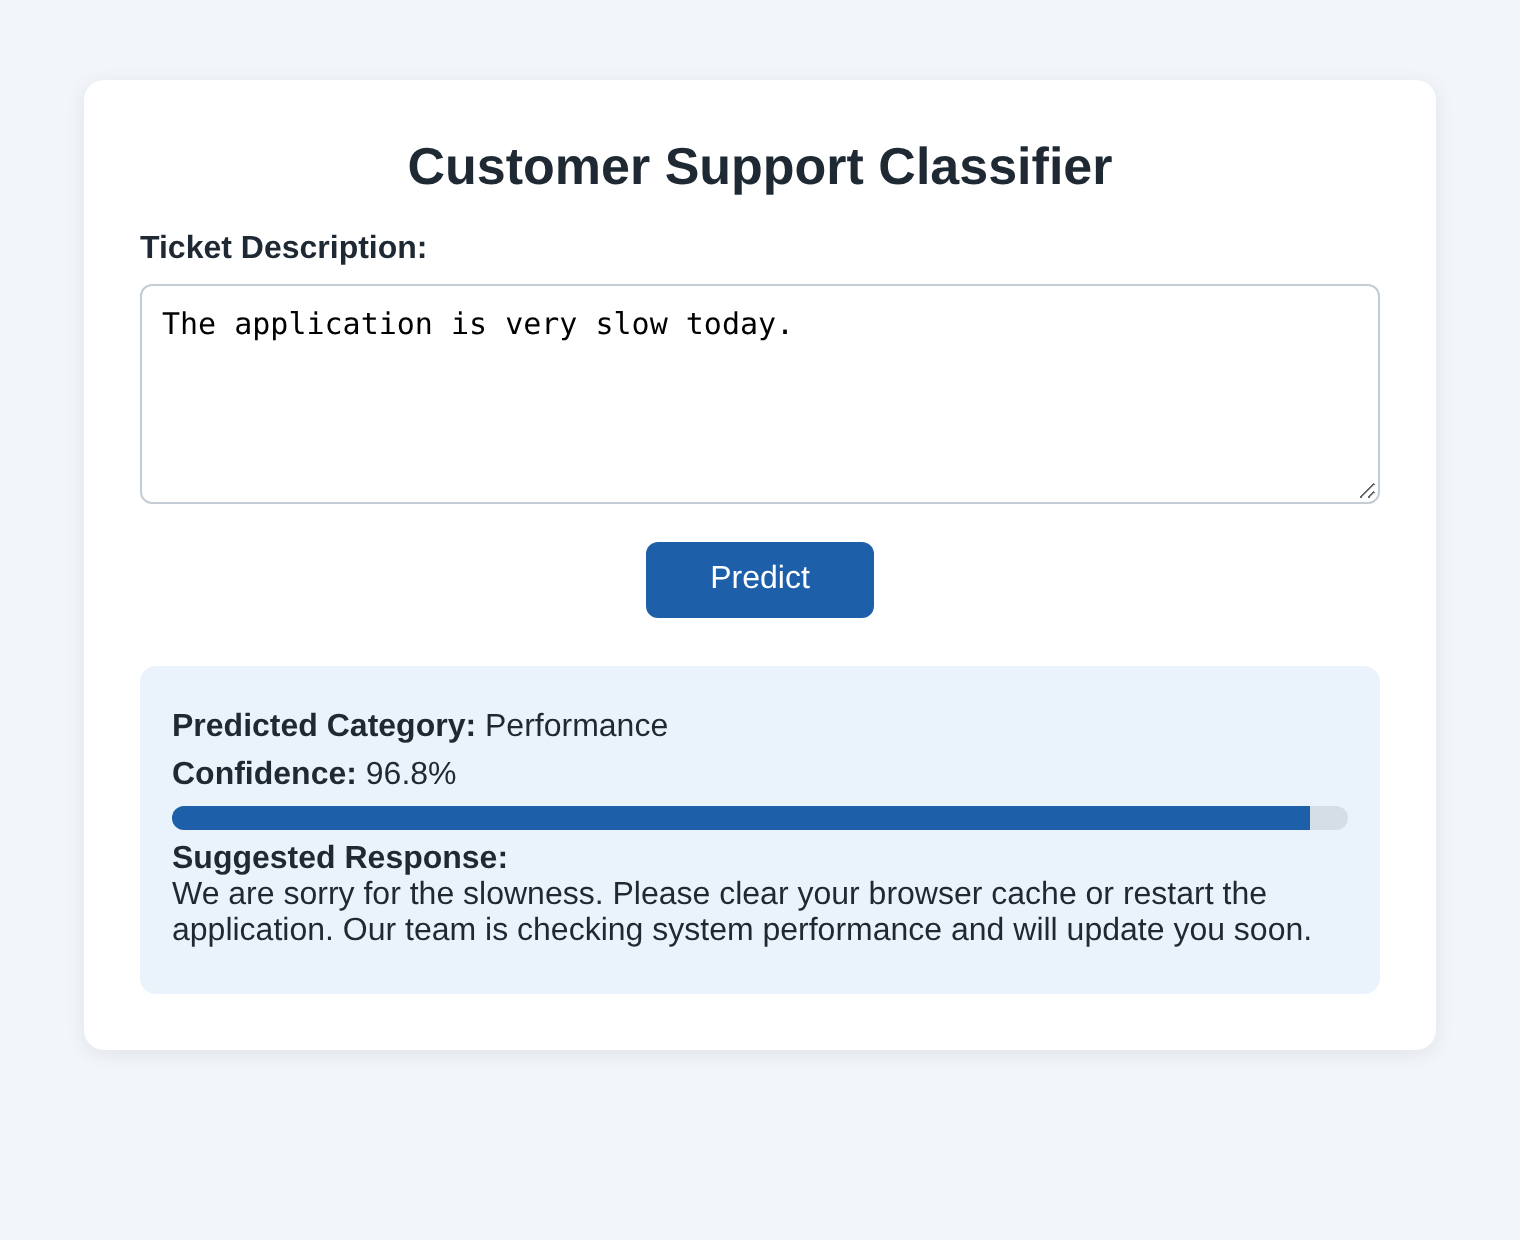 Customer Support Classifier
Ticket Description:
The application is very slow today.
Predict
Predicted Category: Performance
Confidence: 96.8%
Suggested Response:
We are sorry for the slowness. Please clear your browser cache or restart the
application. Our team is checking system performance and will update you soon.